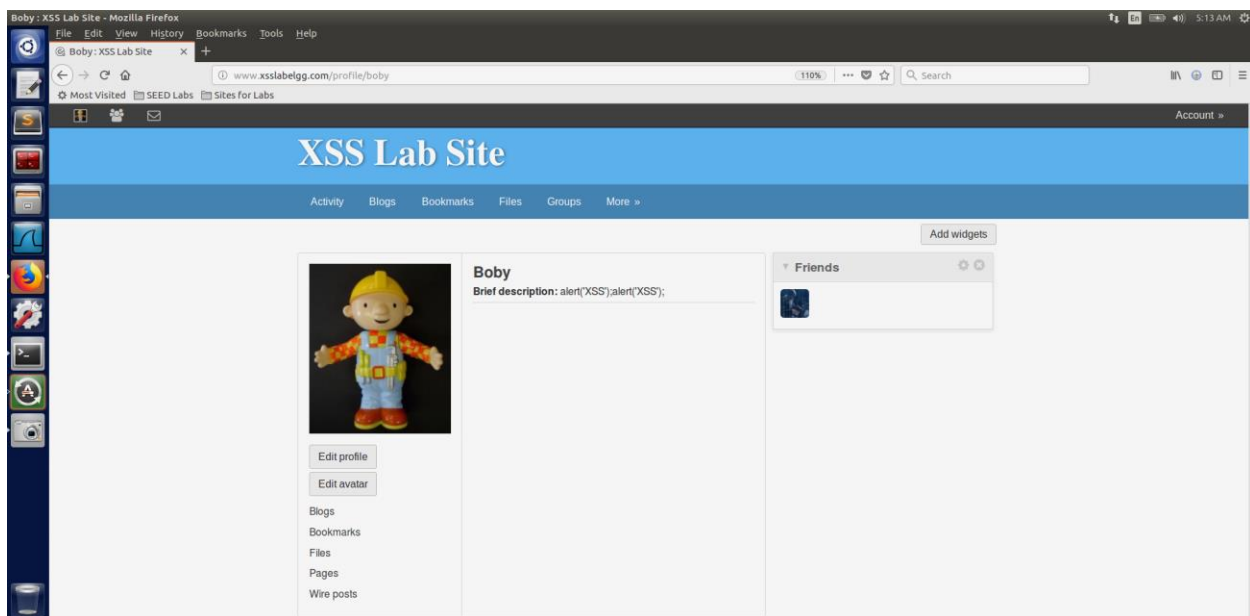 Boby : XSS Lab Site - Mozilla Firefox
En
5:13 AM
File Edit View History Bookmarks Tools Help
Boby : XSS Lab Site × +
www.xsslabelgg.com/profile/boby
110%
Search
Most Visited SEED Labs Sites for Labs
Account »
XSS Lab Site
Activity Blogs Bookmarks Files Groups More »
Add widgets
Boby
Brief description: alert('XSS');alert('XSS');
Friends
Edit profile
Edit avatar
Blogs
Bookmarks
Files
Pages
Wire posts